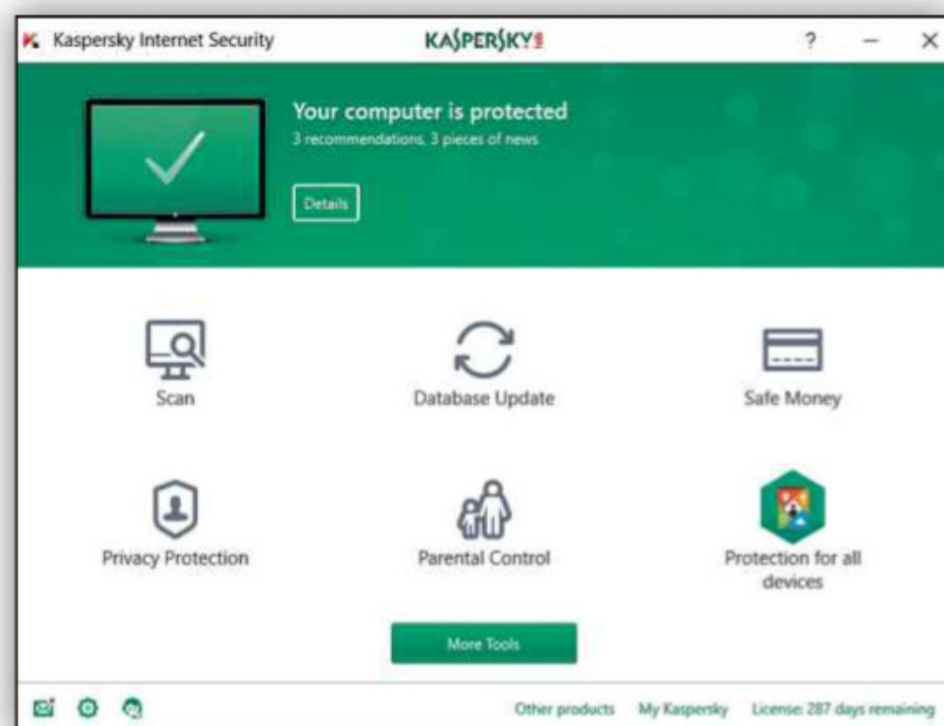 Kaspersky Internet Security
KASPERSKY lab
?
Your computer is protected
3 recommendations, 3 pieces of news
Details
Scan
Database Update
Safe Money
Privacy Protection
Parental Control
Protection for all
devices
More Tools
Other products My Kaspersky License: 287 days remaining